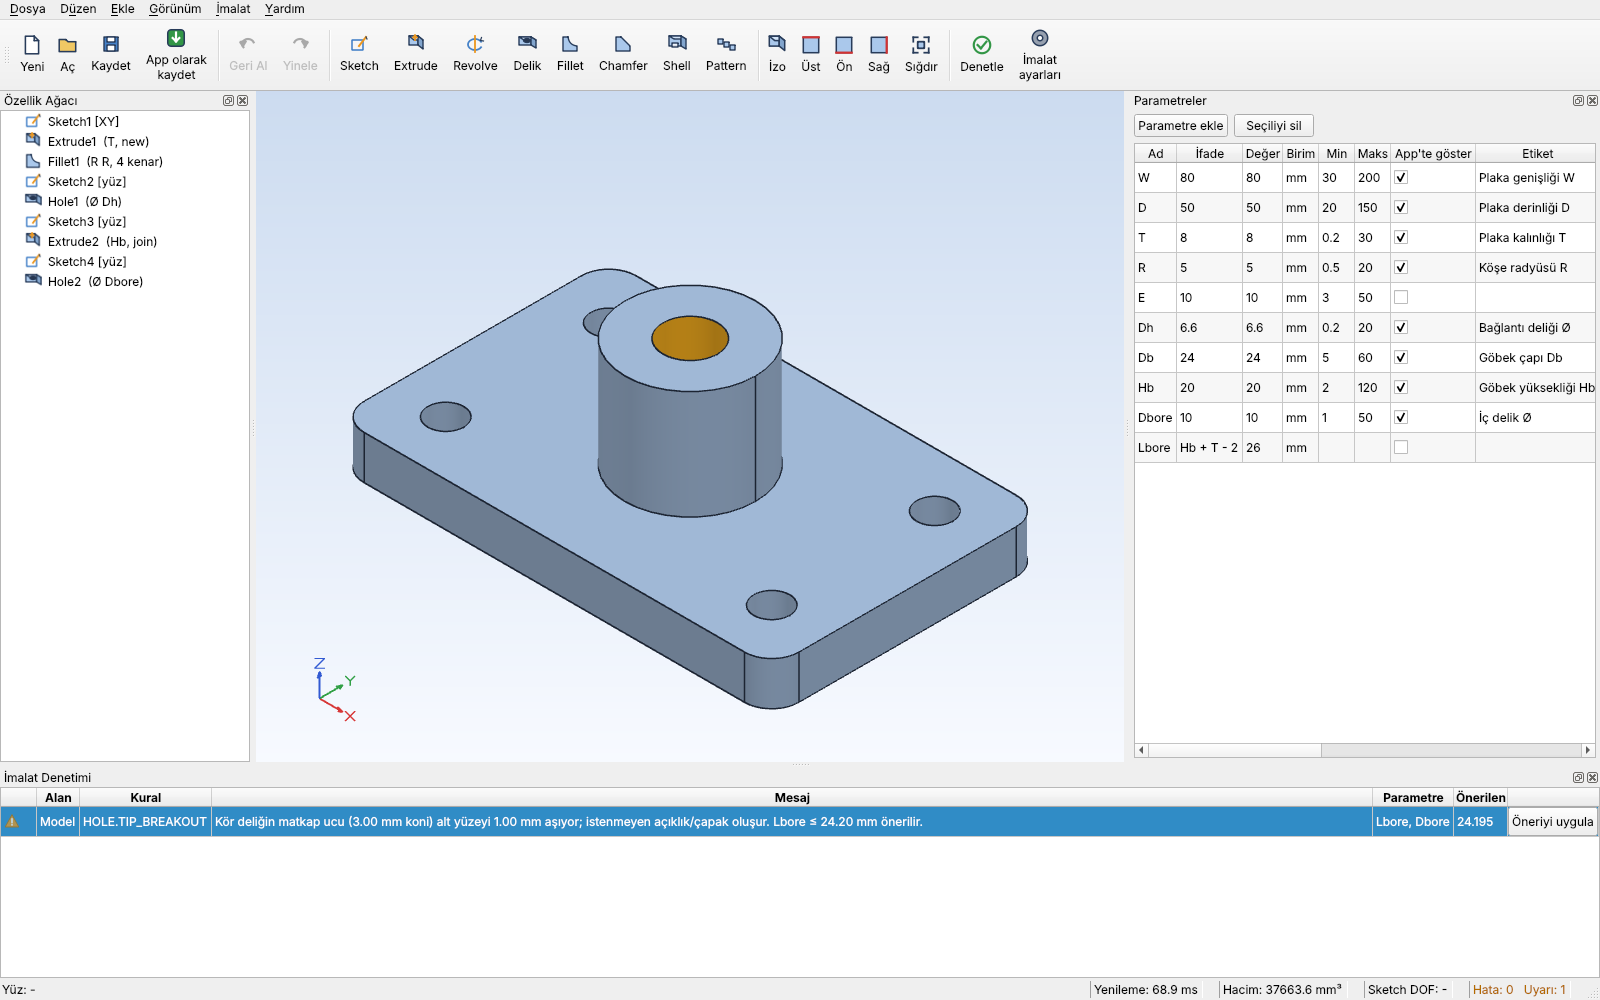 Dosya Düzen Ekle Görünüm İmalat Yardım
Yeni Aç Kaydet App olarak kaydet Geri Al Yinele Sketch Extrude Revolve Delik Fillet Chamfer Shell Pattern İzo Üst Ön Sağ Sığdır Denetle İmalat ayarları
Özellik Ağacı
Sketch1 [XY]
Extrude1 (T, new)
Fillet1 (R R, 4 kenar)
Sketch2 [yüz]
Hole1 (Ø Dh)
Sketch3 [yüz]
Extrude2 (Hb, join)
Sketch4 [yüz]
Hole2 (Ø Dbore)
Z
Y
X
Parametreler
Parametre ekle Seçiliyi sil
Ad İfade Değer Birim Min Maks App'te göster Etiket
W 80 80 mm 30 200 Plaka genişliği W
D 50 50 mm 20 150 Plaka derinliği D
T 8 8 mm 0.2 30 Plaka kalınlığı T
R 5 5 mm 0.5 20 Köşe radyüsü R
E 10 10 mm 3 50
Dh 6.6 6.6 mm 0.2 20 Bağlantı deliği Ø
Db 24 24 mm 5 60 Göbek çapı Db
Hb 20 20 mm 2 120 Göbek yüksekliği Hb
Dbore 10 10 mm 1 50 İç delik Ø
Lbore Hb + T - 2 26 mm
İmalat Denetimi
Alan Kural Mesaj Parametre Önerilen
Model HOLE.TIP_BREAKOUT Kör deliğin matkap ucu (3.00 mm koni) alt yüzeyi 1.00 mm aşıyor; istenmeyen açıklık/çapak oluşur. Lbore ≤ 24.20 mm önerilir. Lbore, Dbore 24.195 Öneriyi uygula
Yüz: - Yenileme: 68.9 ms Hacim: 37663.6 mm³ Sketch DOF: - Hata: 0 Uyarı: 1